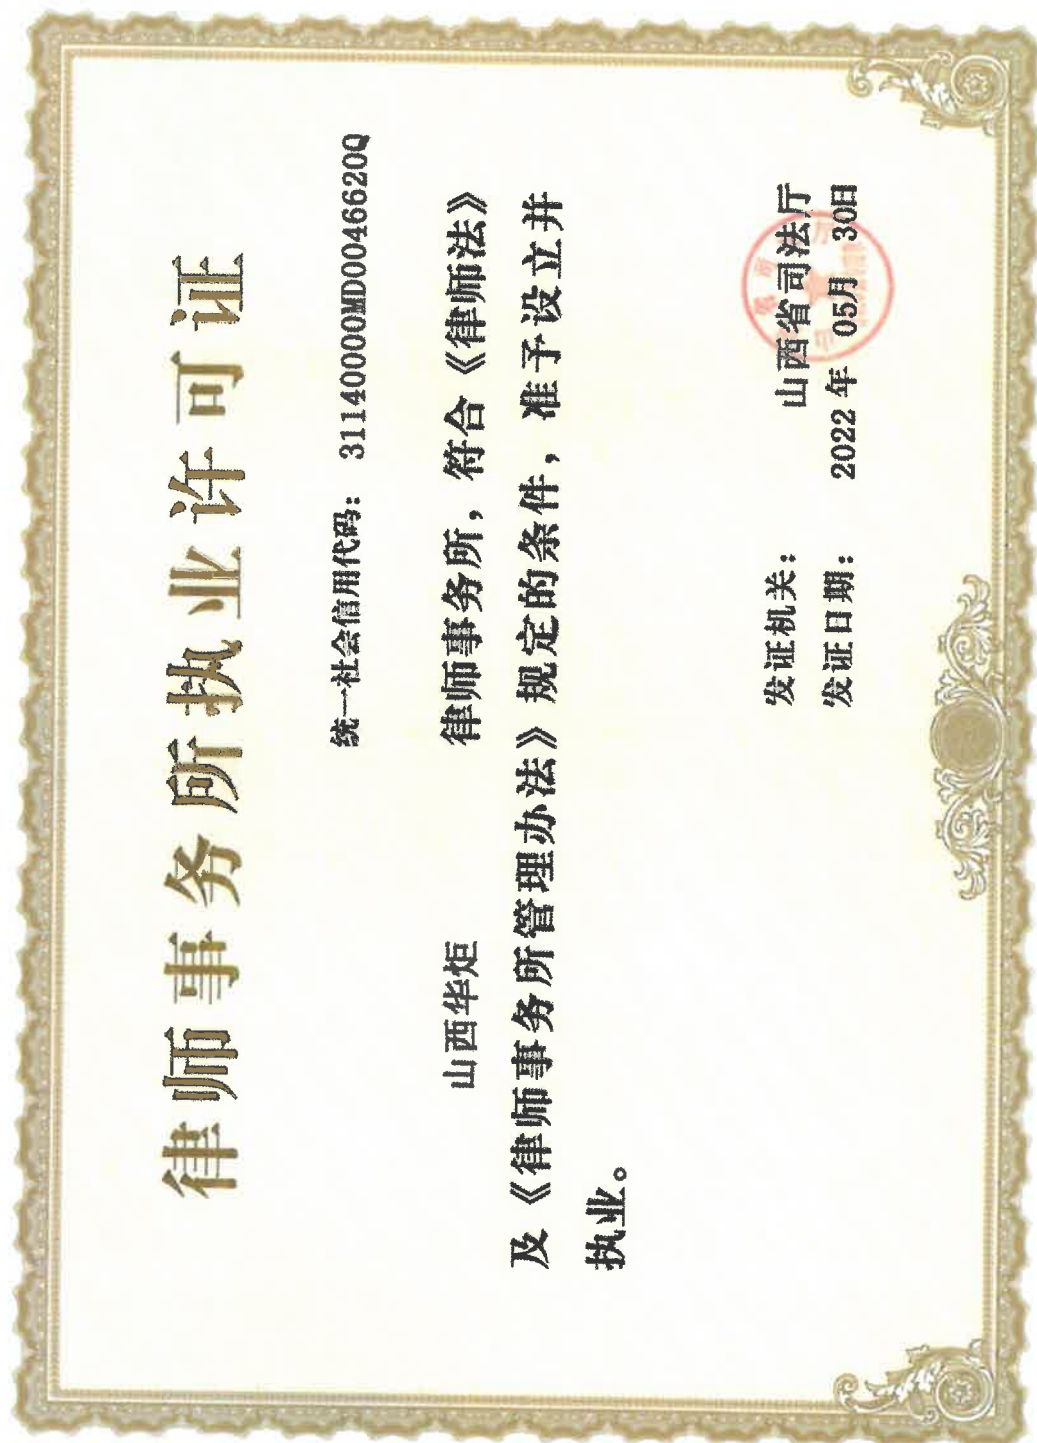 律师事务所执业许可证
统一社会信用代码： 31140000MD0046620Q
山西华炬 律师事务所，符合《律师法》
及《律师事务所管理办法》规定的条件，准予设立并
执业。
发证机关： 山西省司法厅
发证日期： 2022 年 05月 30日